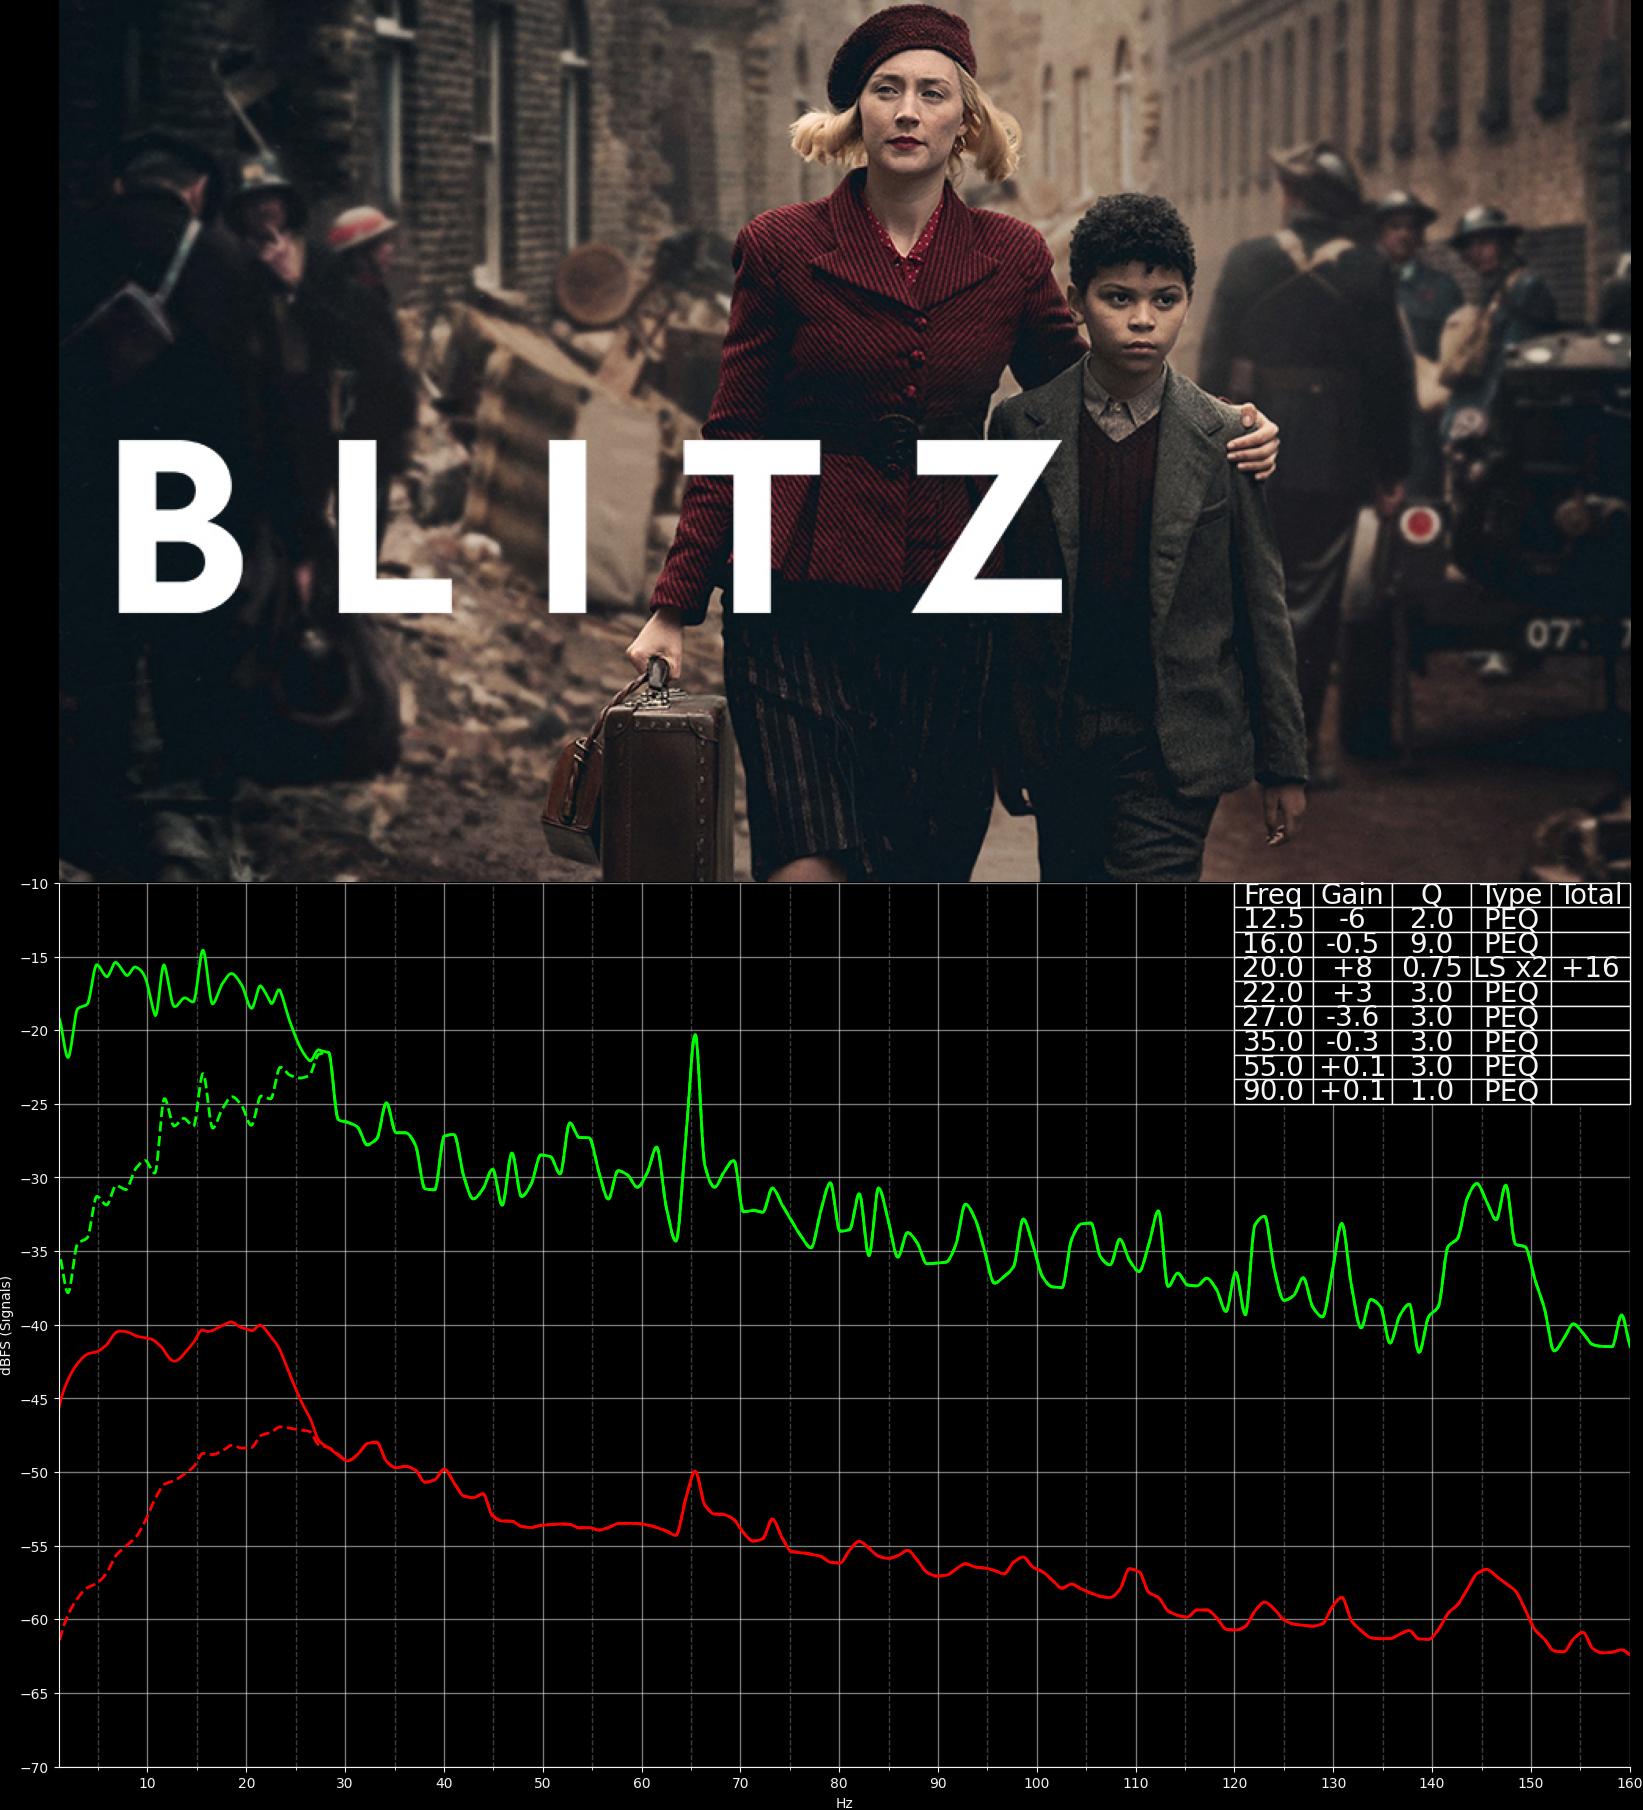 BLITZ
07
Freq Gain Q Type Total
12.5 -6 2.0 PEQ
16.0 -0.5 9.0 PEQ
20.0 +8 0.75 LS x2 +16
22.0 +3 3.0 PEQ
27.0 -3.6 3.0 PEQ
35.0 -0.3 3.0 PEQ
55.0 +0.1 3.0 PEQ
90.0 +0.1 1.0 PEQ
−10
−15
−20
−25
−30
−35
−40
−45
−50
−55
−60
−65
−70
dBFS (Signals)
10 20 30 40 50 60 70 80 90 100 110 120 130 140 150 160
Hz